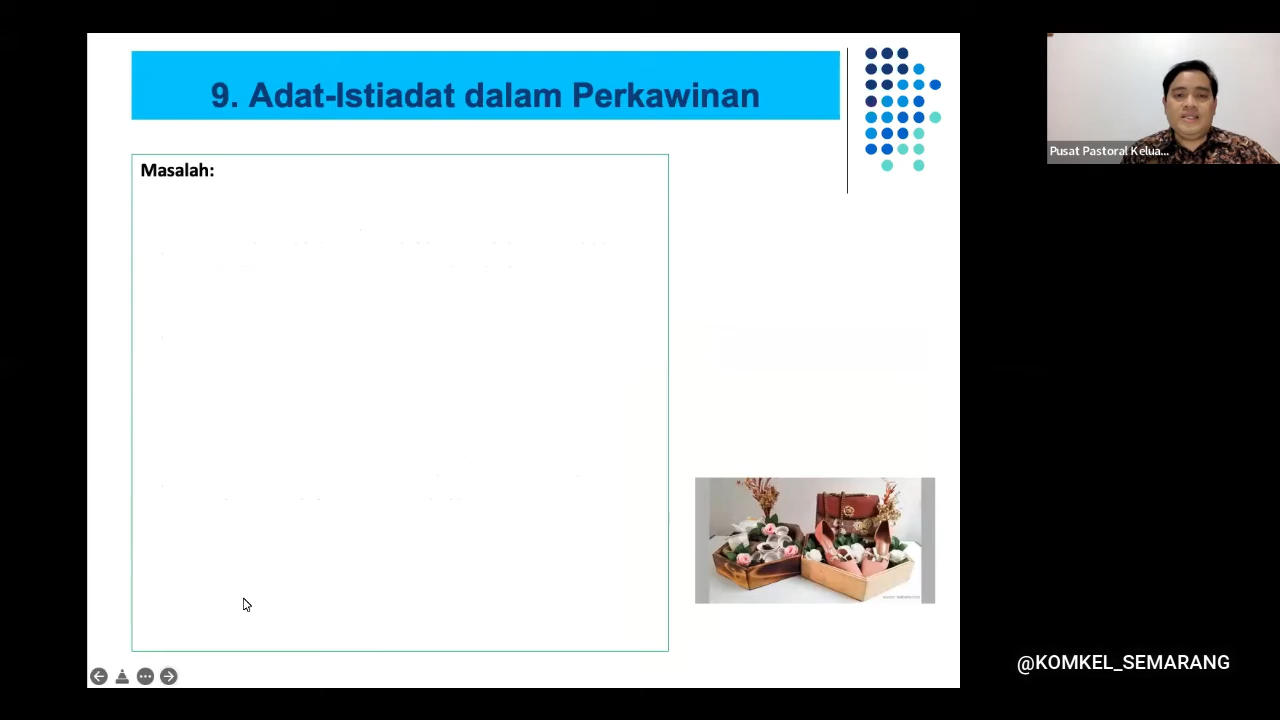 9. Adat-Istiadat dalam Perkawinan
Masalah:
Pusat Pastoral Kelua...
@KOMKEL_SEMARANG